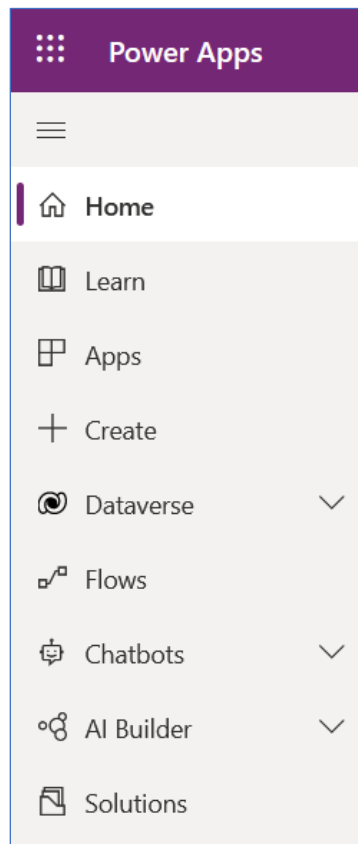 Power Apps
Home
Learn
Apps
Create
Dataverse
Flows
Chatbots
AI Builder
Solutions